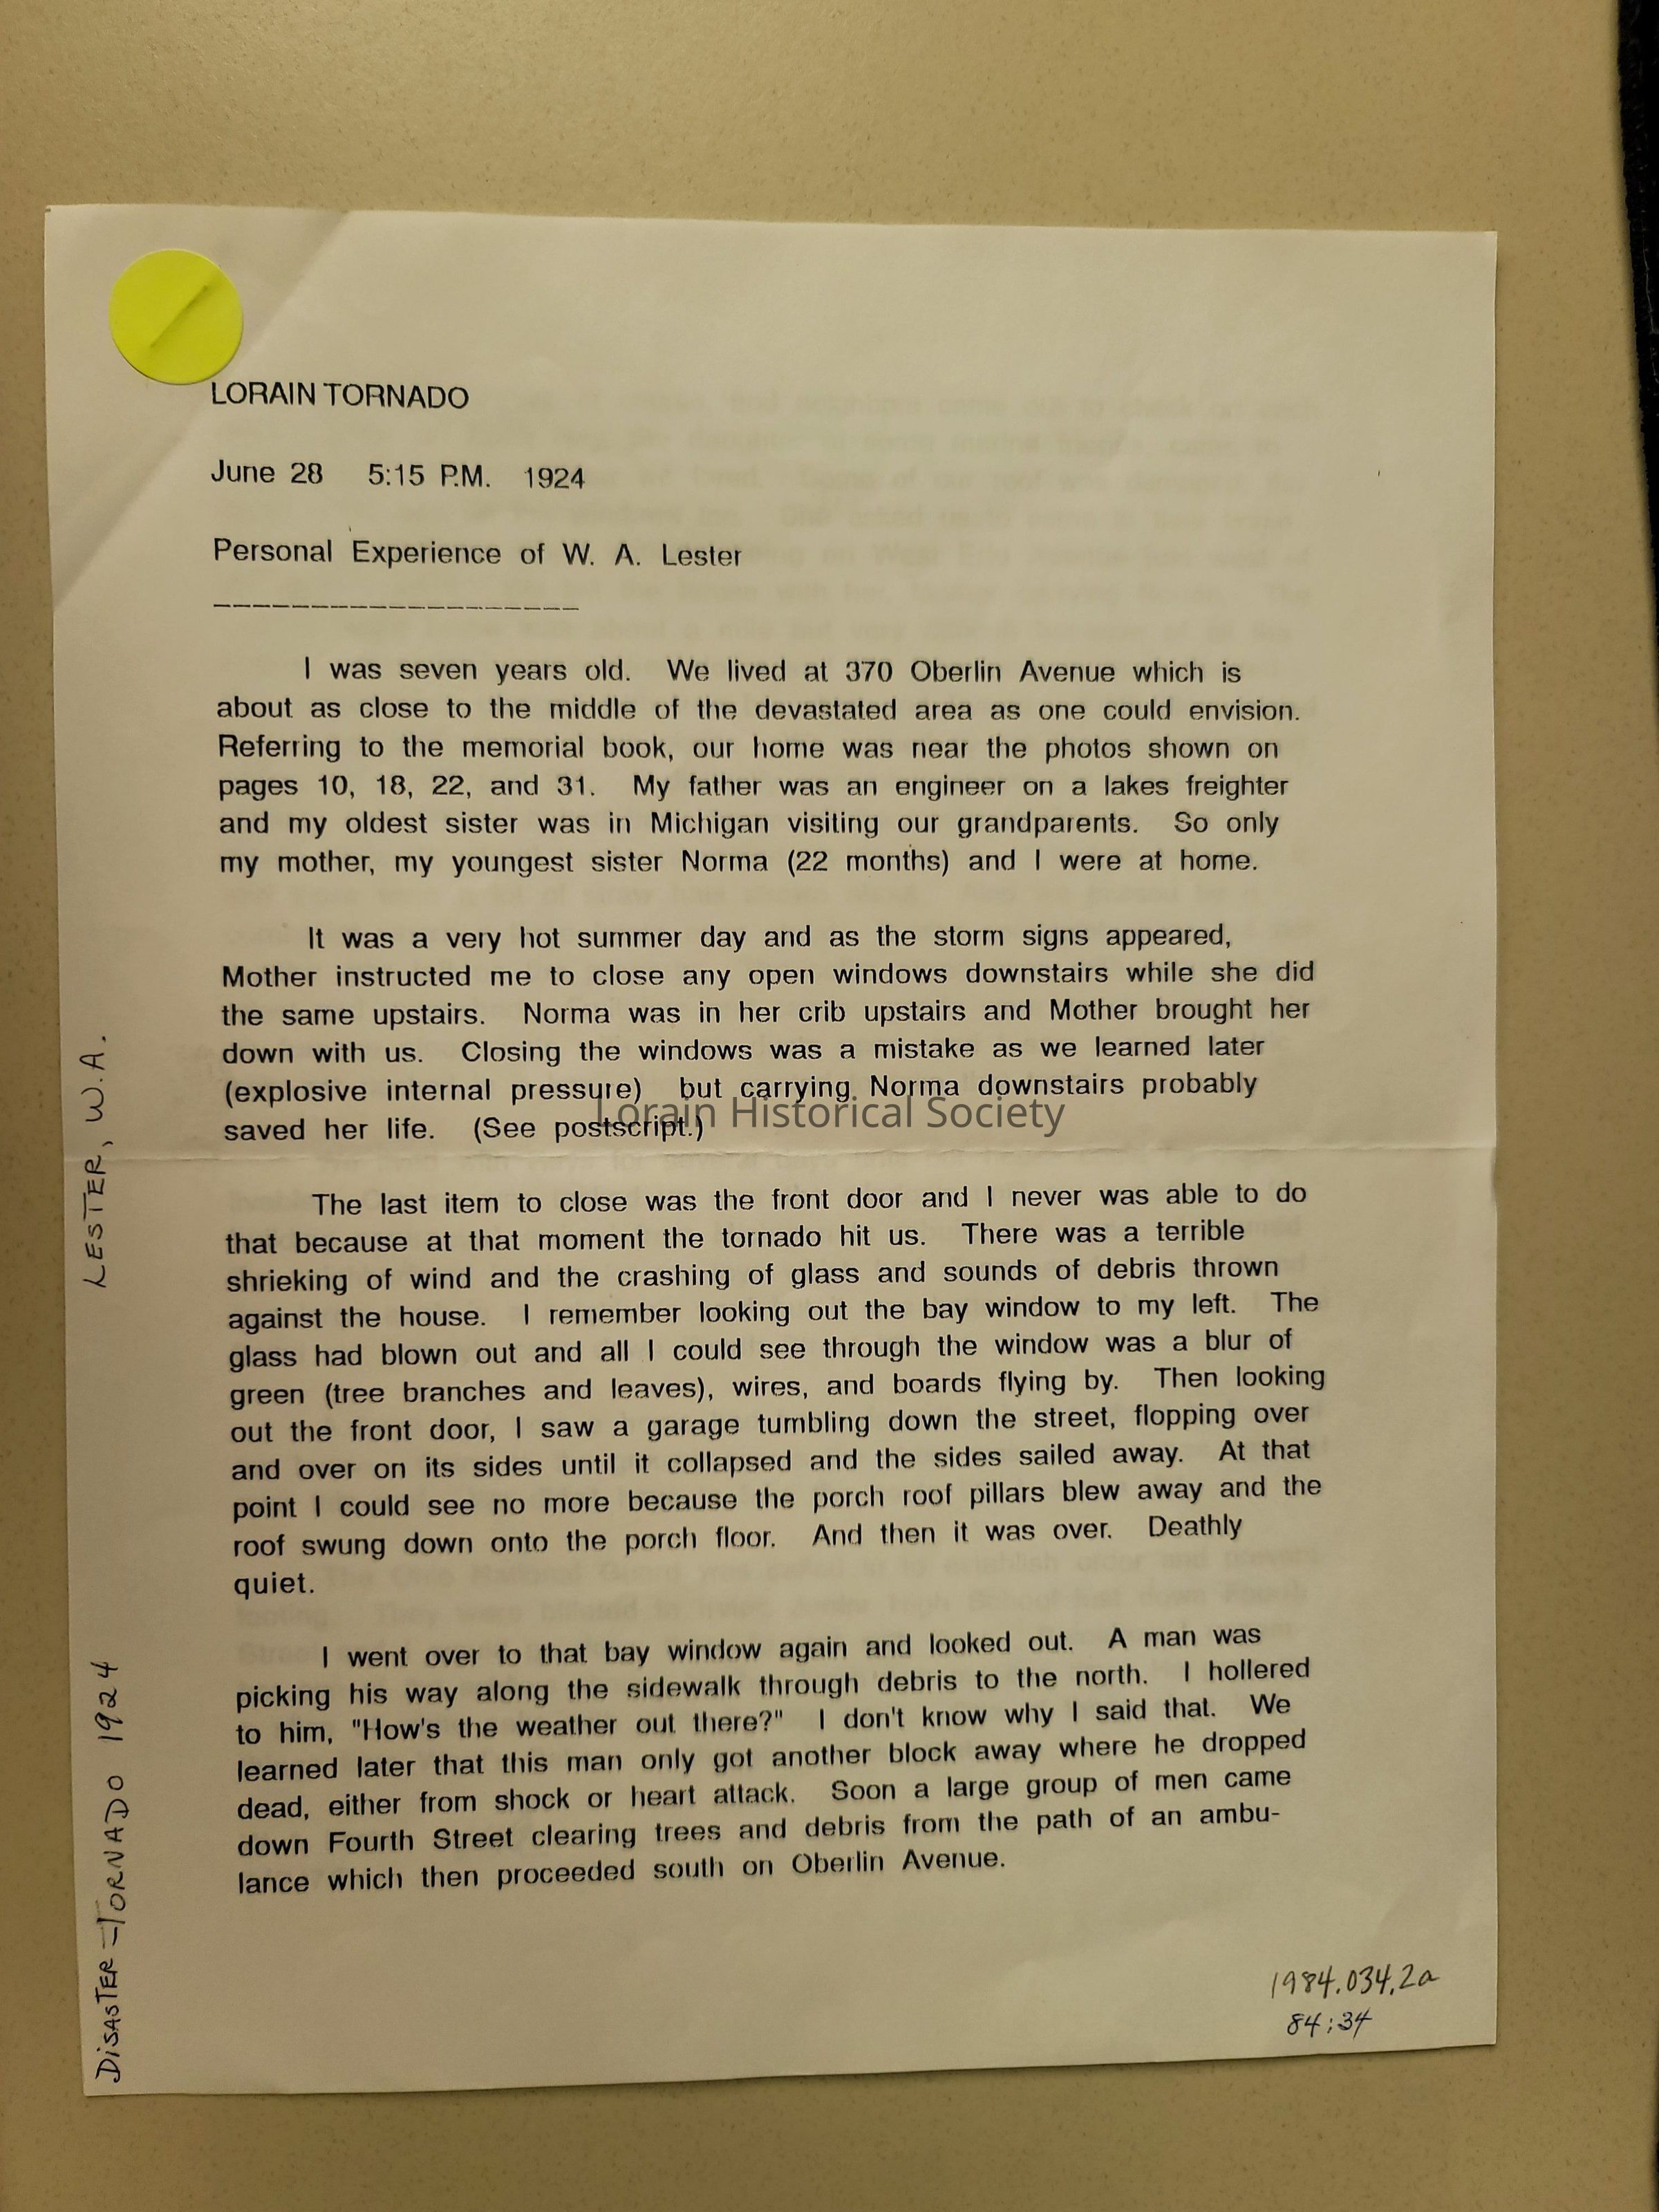 LORAIN TORNADO
June 28 5:15 P.M. 1924
Personal Experience of W. A. Lester
-------------------
I was seven years old. We lived at 370 Oberlin Avenue which is
about as close to the middle of the devastated area as one could envision.
Referring to the memorial book, our home was near the photos shown on
pages 10, 18, 22, and 31. My father was an engineer on a lakes freighter
and my oldest sister was in Michigan visiting our grandparents. So only
my mother, my youngest sister Norma (22 months) and I were at home.
It was a very hot summer day and as the storm signs appeared,
Mother instructed me to close any open windows downstairs while she did
the same upstairs. Norma was in her crib upstairs and Mother brought her
down with us. Closing the windows was a mistake as we learned later
(explosive internal pressure) but carrying Norma downstairs probably
saved her life. (See postscript.)
Lorain Historical Society
The last item to close was the front door and I never was able to do
that because at that moment the tornado hit us. There was a terrible
shrieking of wind and the crashing of glass and sounds of debris thrown
against the house. I remember looking out the bay window to my left. The
glass had blown out and all I could see through the window was a blur of
green (tree branches and leaves), wires, and boards flying by. Then looking
out the front door, I saw a garage tumbling down the street, flopping over
and over on its sides until it collapsed and the sides sailed away. At that
point I could see no more because the porch roof pillars blew away and the
roof swung down onto the porch floor. And then it was over. Deathly
quiet.
I went over to that bay window again and looked out. A man was
picking his way along the sidewalk through debris to the north. I hollered
to him, "How's the weather out there?" I don't know why I said that. We
learned later that this man only got another block away where he dropped
dead, either from shock or heart attack. Soon a large group of men came
down Fourth Street clearing trees and debris from the path of an ambu-
lance which then proceeded south on Oberlin Avenue.
1984.034.2a
84:34
LESTER, W.A.
DISASTER-TORNADO 1924